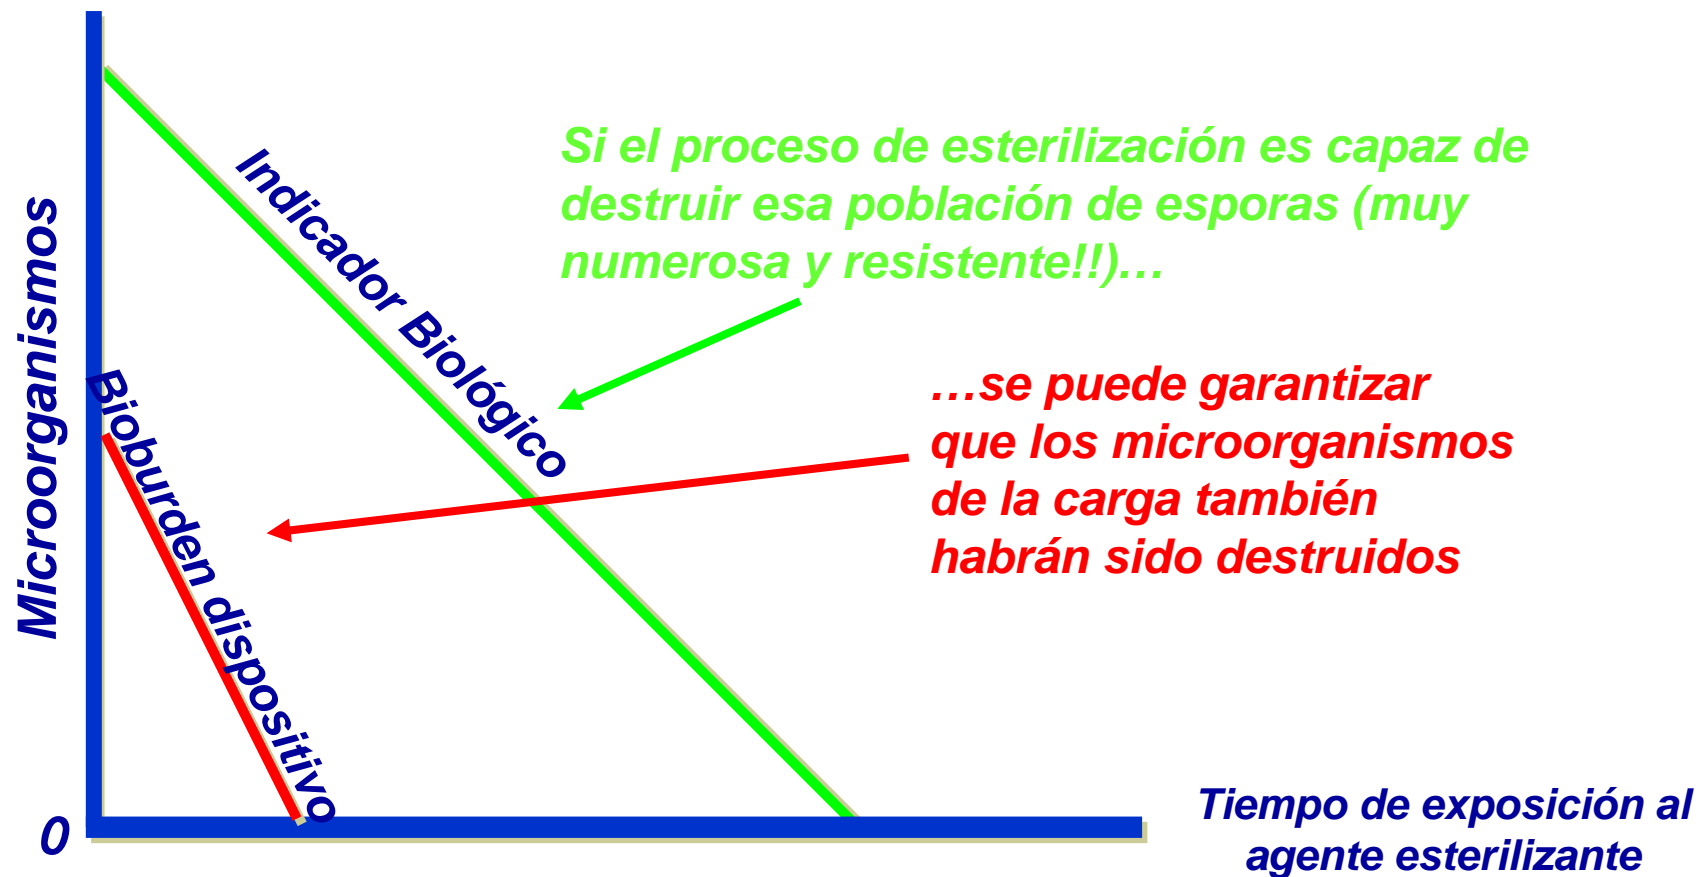 Si el proceso de esterilización es capaz de
destruir esa población de esporas (muy
numerosa y resistente!!)…
Indicador Biológico
Microorganismos
…se puede garantizar
que los microorganismos
de la carga también
habrán sido destruidos
Bioburden dispositivo
0
Tiempo de exposición al
agente esterilizante